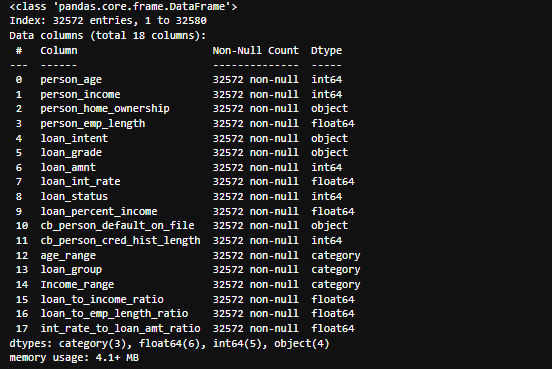 <class 'pandas.core.frame.DataFrame'>
Index: 32572 entries, 1 to 32580
Data columns (total 18 columns):
 #   Column                      Non-Null Count  Dtype
---  ------                      --------------  -----
 0   person_age                  32572 non-null  int64
 1   person_income               32572 non-null  int64
 2   person_home_ownership       32572 non-null  object
 3   person_emp_length           32572 non-null  float64
 4   loan_intent                 32572 non-null  object
 5   loan_grade                  32572 non-null  object
 6   loan_amnt                   32572 non-null  int64
 7   loan_int_rate               32572 non-null  float64
 8   loan_status                 32572 non-null  int64
 9   loan_percent_income         32572 non-null  float64
 10  cb_person_default_on_file   32572 non-null  object
 11  cb_person_cred_hist_length  32572 non-null  int64
 12  age_range                   32572 non-null  category
 13  loan_group                  32572 non-null  category
 14  Income_range                32572 non-null  category
 15  loan_to_income_ratio        32572 non-null  float64
 16  loan_to_emp_length_ratio    32572 non-null  float64
 17  int_rate_to_loan_amt_ratio  32572 non-null  float64
dtypes: category(3), float64(6), int64(5), object(4)
memory usage: 4.1+ MB